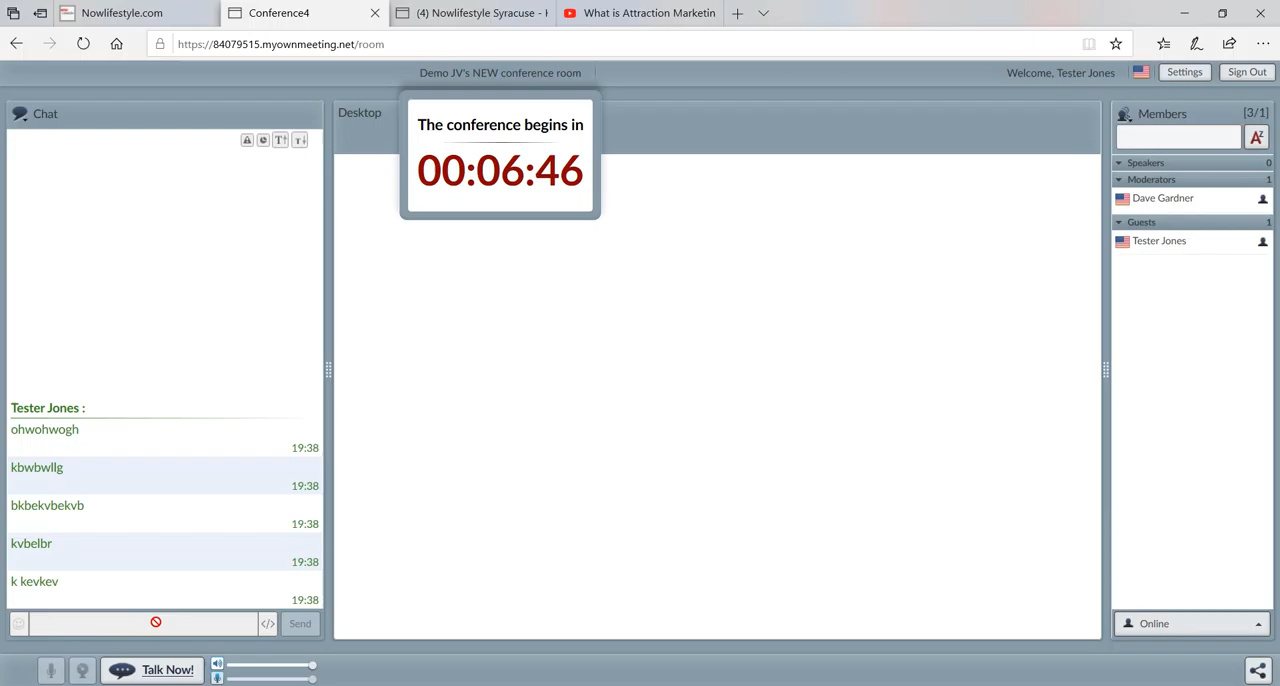 Nowlifestyle.com
Conference4
(4) Nowlifestyle Syracuse -
What is Attraction Marketin
https://84079515.myownmeeting.net/room
Demo JV's NEW conference room
Welcome, Tester Jones
Settings
Sign Out
Chat
Desktop
The conference begins in
00:06:46
Members
[3/1]
Speakers 0
Moderators 1
Dave Gardner
Guests 1
Tester Jones
Tester Jones :
ohwohwogh
19:38
kbwbwllg
19:38
bkbekvbekvb
19:38
kvbelbr
19:38
k kevkev
19:38
</>
Send
Talk Now!
Online